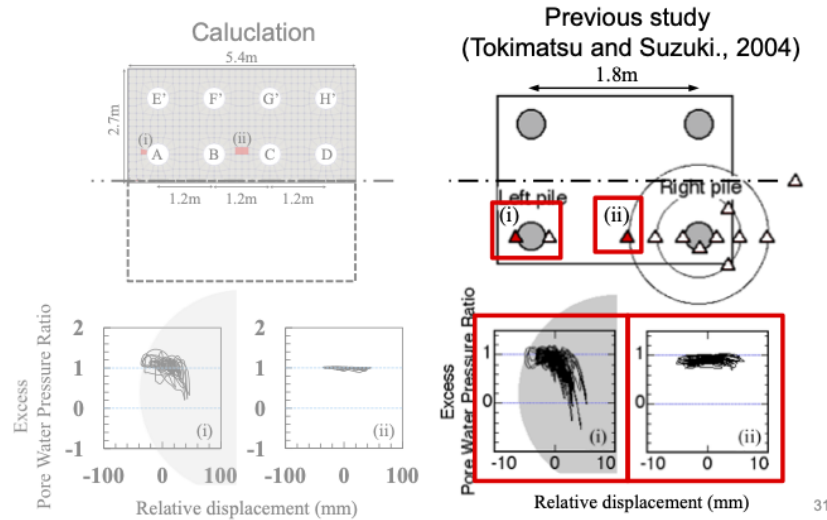 Caluclation
5.4m
2.7m
E' F' G' H'
(i) (ii)
A B C D
1.2m 1.2m 1.2m
Excess
Pore Water Pressure Ratio
2
1
0
-1
(i)
(ii)
-100 0 100
-100 0 100
Relative displacement (mm)
Previous study
(Tokimatsu and Suzuki., 2004)
1.8m
Left pile
Right pile
(i) (ii)
Excess
Pore Water Pressure Ratio
1
0
(i)
1
0
(ii)
-10 0 10
-10 0 10
Relative displacement (mm)
31